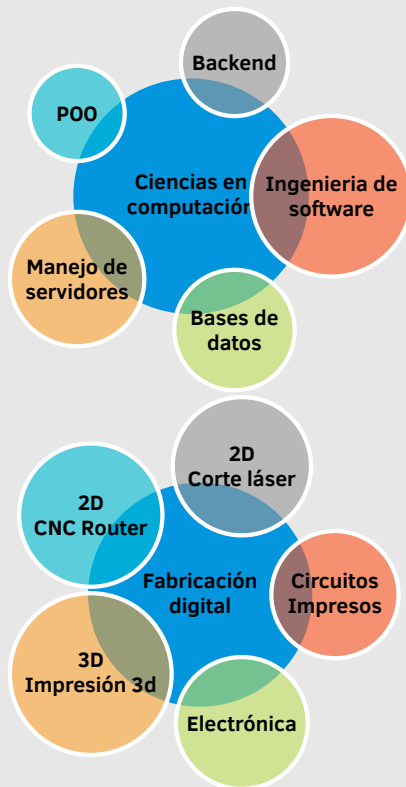 Backend
POO
Ciencias en
computación
Ingenieria de
software
Manejo de
servidores
Bases de
datos
2D
Corte láser
2D
CNC Router
Fabricación
digital
Circuitos
Impresos
3D
Impresión 3d
Electrónica